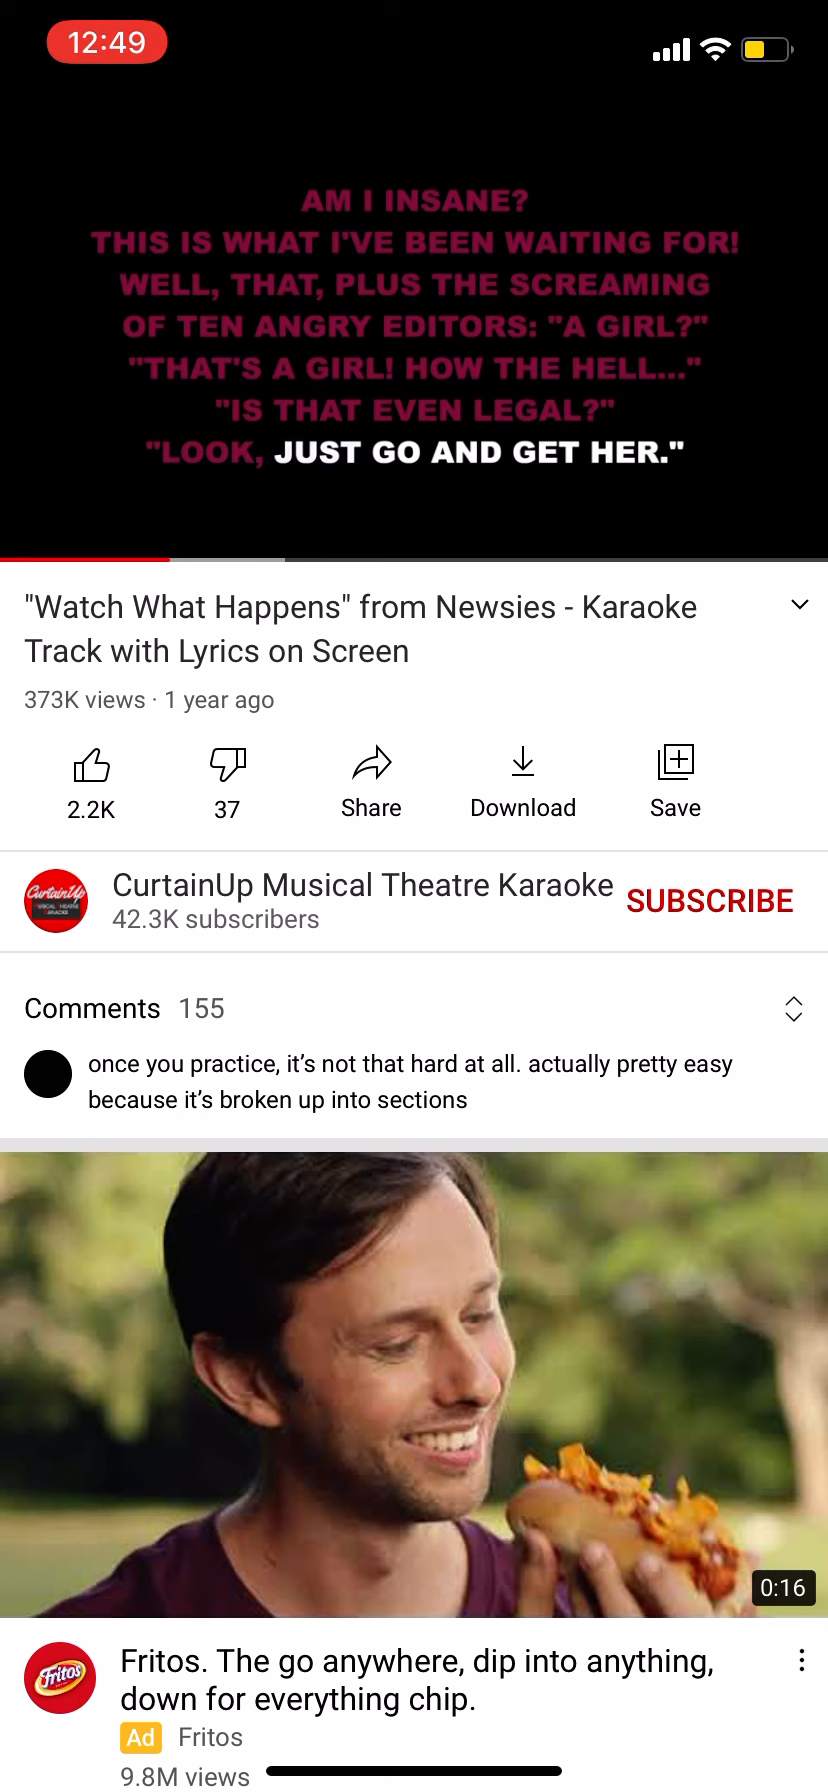 12:49
AM I INSANE?
THIS IS WHAT I'VE BEEN WAITING FOR!
WELL, THAT, PLUS THE SCREAMING
OF TEN ANGRY EDITORS: "A GIRL?"
"THAT'S A GIRL! HOW THE HELL..."
"IS THAT EVEN LEGAL?"
"LOOK, JUST GO AND GET HER."
"Watch What Happens" from Newsies - Karaoke
Track with Lyrics on Screen
373K views · 1 year ago
2.2K 37 Share Download Save
CurtainUp
MUSICAL THEATRE
KARAOKE
CurtainUp Musical Theatre Karaoke SUBSCRIBE
42.3K subscribers
Comments 155
once you practice, it's not that hard at all. actually pretty easy
because it's broken up into sections
0:16
Fritos
Fritos. The go anywhere, dip into anything,
down for everything chip.
Ad Fritos
9.8M views